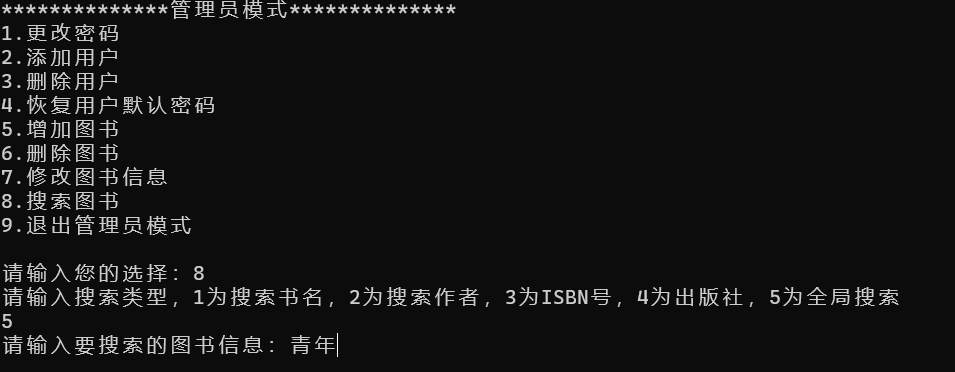 **************管理员模式**************
1.更改密码
2.添加用户
3.删除用户
4.恢复用户默认密码
5.增加图书
6.删除图书
7.修改图书信息
8.搜索图书
9.退出管理员模式
请输入您的选择：8
请输入搜索类型，1为搜索书名，2为搜索作者，3为ISBN号，4为出版社，5为全局搜索
5
请输入要搜索的图书信息：青年